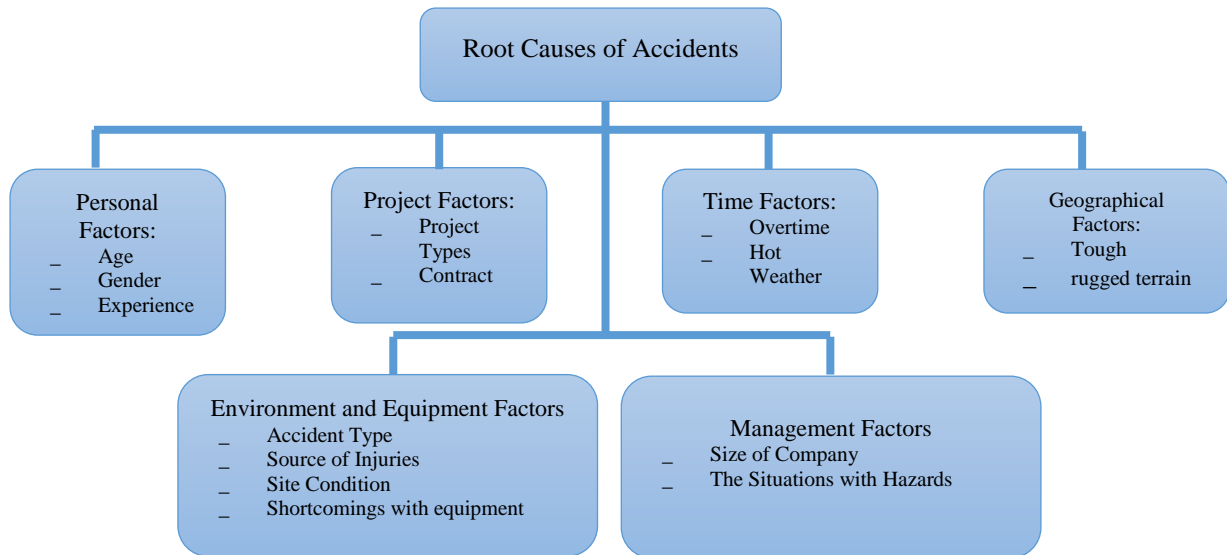 Root Causes of Accidents
Personal
Factors:
_ Age
_ Gender
_ Experience
Project Factors:
_ Project
Types
_ Contract
Time Factors:
_ Overtime
_ Hot
Weather
Geographical
Factors:
_ Tough
_ rugged terrain
Environment and Equipment Factors
_ Accident Type
_ Source of Injuries
_ Site Condition
_ Shortcomings with equipment
Management Factors
_ Size of Company
_ The Situations with Hazards